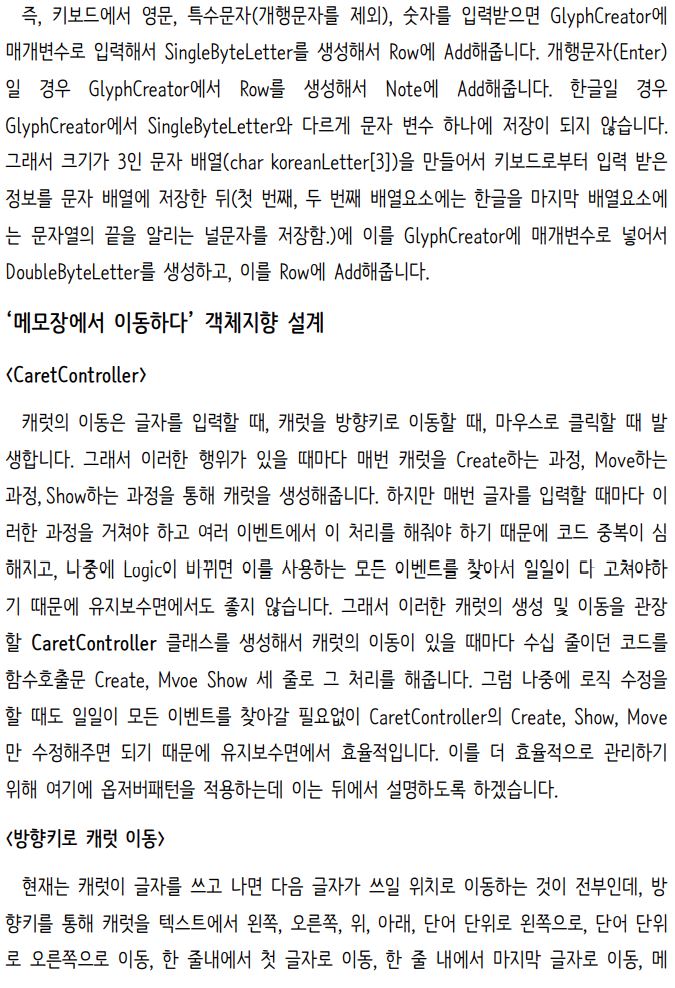 즉, 키보드에서 영문, 특수문자(개행문자를 제외), 숫자를 입력받으면 GlyphCreator에
매개변수로 입력해서 SingleByteLetter를 생성해서 Row에 Add해줍니다. 개행문자(Enter)
일 경우 GlyphCreator에서 Row를 생성해서 Note에 Add해줍니다. 한글일 경우
GlyphCreator에서 SingleByteLetter와 다르게 문자 변수 하나에 저장이 되지 않습니다.
그래서 크기가 3인 문자 배열(char koreanLetter[3])을 만들어서 키보드로부터 입력 받은
정보를 문자 배열에 저장한 뒤(첫 번째, 두 번째 배열요소에는 한글을 마지막 배열요소에
는 문자열의 끝을 알리는 널문자를 저장함.)에 이를 GlyphCreator에 매개변수로 넣어서
DoubleByteLetter를 생성하고, 이를 Row에 Add해줍니다.
‘메모장에서 이동하다’ 객체지향 설계
<CaretController>
캐럿의 이동은 글자를 입력할 때, 캐럿을 방향키로 이동할 때, 마우스로 클릭할 때 발
생합니다. 그래서 이러한 행위가 있을 때마다 매번 캐럿을 Create하는 과정, Move하는
과정, Show하는 과정을 통해 캐럿을 생성해줍니다. 하지만 매번 글자를 입력할 때마다 이
러한 과정을 거쳐야 하고 여러 이벤트에서 이 처리를 해줘야 하기 때문에 코드 중복이 심
해지고, 나중에 Logic이 바뀌면 이를 사용하는 모든 이벤트를 찾아서 일일이 다 고쳐야하
기 때문에 유지보수면에서도 좋지 않습니다. 그래서 이러한 캐럿의 생성 및 이동을 관장
할 CaretController 클래스를 생성해서 캐럿의 이동이 있을 때마다 수십 줄이던 코드를
함수호출문 Create, Mvoe Show 세 줄로 그 처리를 해줍니다. 그럼 나중에 로직 수정을
할 때도 일일이 모든 이벤트를 찾아갈 필요없이 CaretController의 Create, Show, Move
만 수정해주면 되기 때문에 유지보수면에서 효율적입니다. 이를 더 효율적으로 관리하기
위해 여기에 옵저버패턴을 적용하는데 이는 뒤에서 설명하도록 하겠습니다.
<방향키로 캐럿 이동>
현재는 캐럿이 글자를 쓰고 나면 다음 글자가 쓰일 위치로 이동하는 것이 전부인데, 방
향키를 통해 캐럿을 텍스트에서 왼쪽, 오른쪽, 위, 아래, 단어 단위로 왼쪽으로, 단어 단위
로 오른쪽으로 이동, 한 줄내에서 첫 글자로 이동, 한 줄 내에서 마지막 글자로 이동, 메